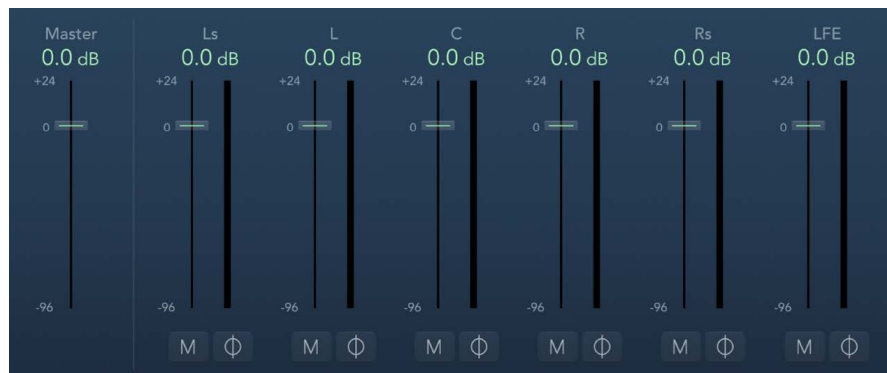 Master Ls L C R Rs LFE
0.0 dB 0.0 dB 0.0 dB 0.0 dB 0.0 dB 0.0 dB 0.0 dB
+24 +24 +24 +24 +24 +24 +24
0 0 0 0 0 0 0
-96 -96 -96 -96 -96 -96 -96
M Φ M Φ M Φ M Φ M Φ M Φ